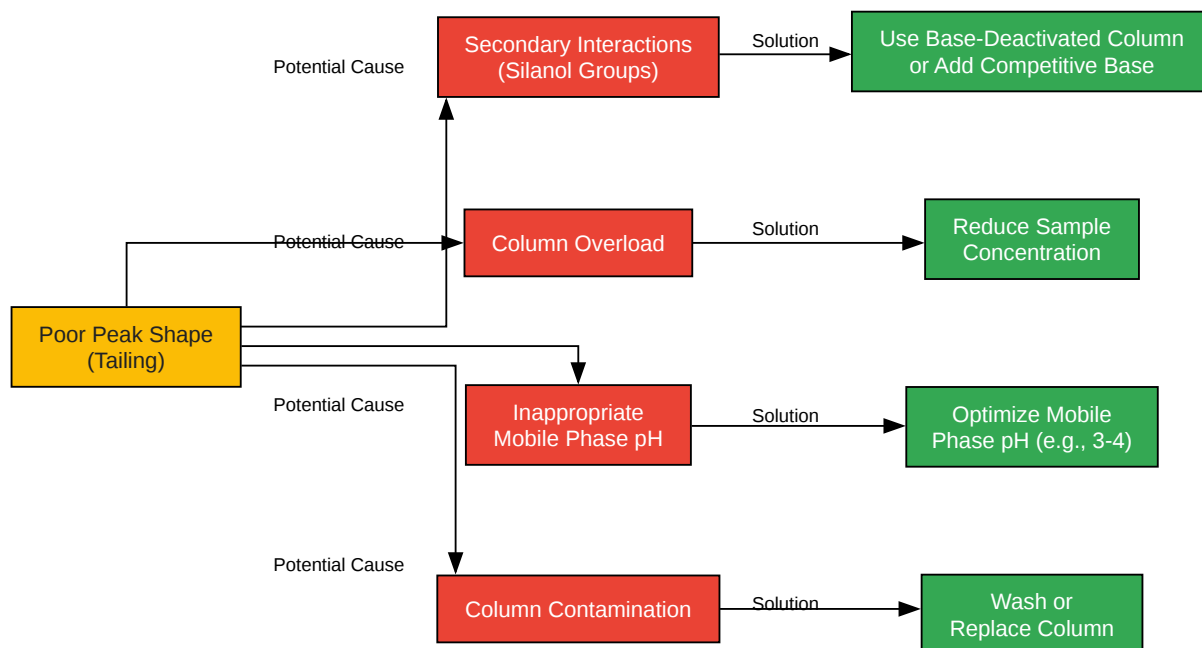 Potential Cause
Secondary Interactions
(Silanol Groups)
Solution
Use Base-Deactivated Column
or Add Competitive Base
Potential Cause
Column Overload
Solution
Reduce Sample
Concentration
Poor Peak Shape
(Tailing)
Potential Cause
Inappropriate
Mobile Phase pH
Solution
Optimize Mobile
Phase pH (e.g., 3-4)
Potential Cause
Column Contamination
Solution
Wash or
Replace Column